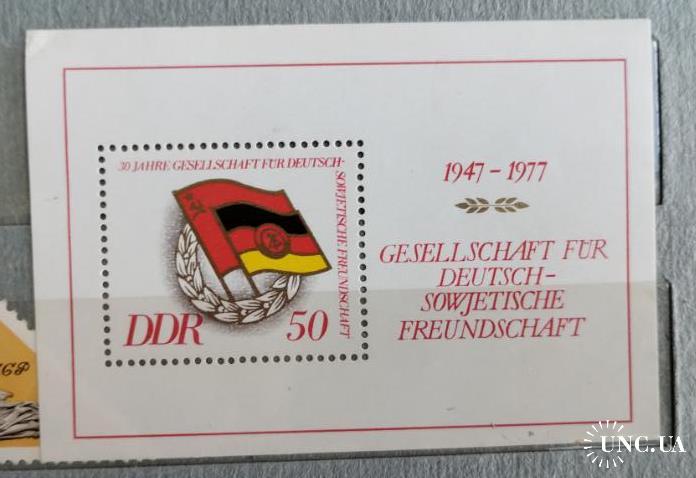 30 JAHRE GESELLSCHAFT FÜR DEUTSCH-
SOWJETISCHE FREUNDSCHAFT
DDR 50
1947 - 1977
GESELLSCHAFT FÜR
DEUTSCH-
SOWJETISCHE
FREUNDSCHAFT
UNC.UA